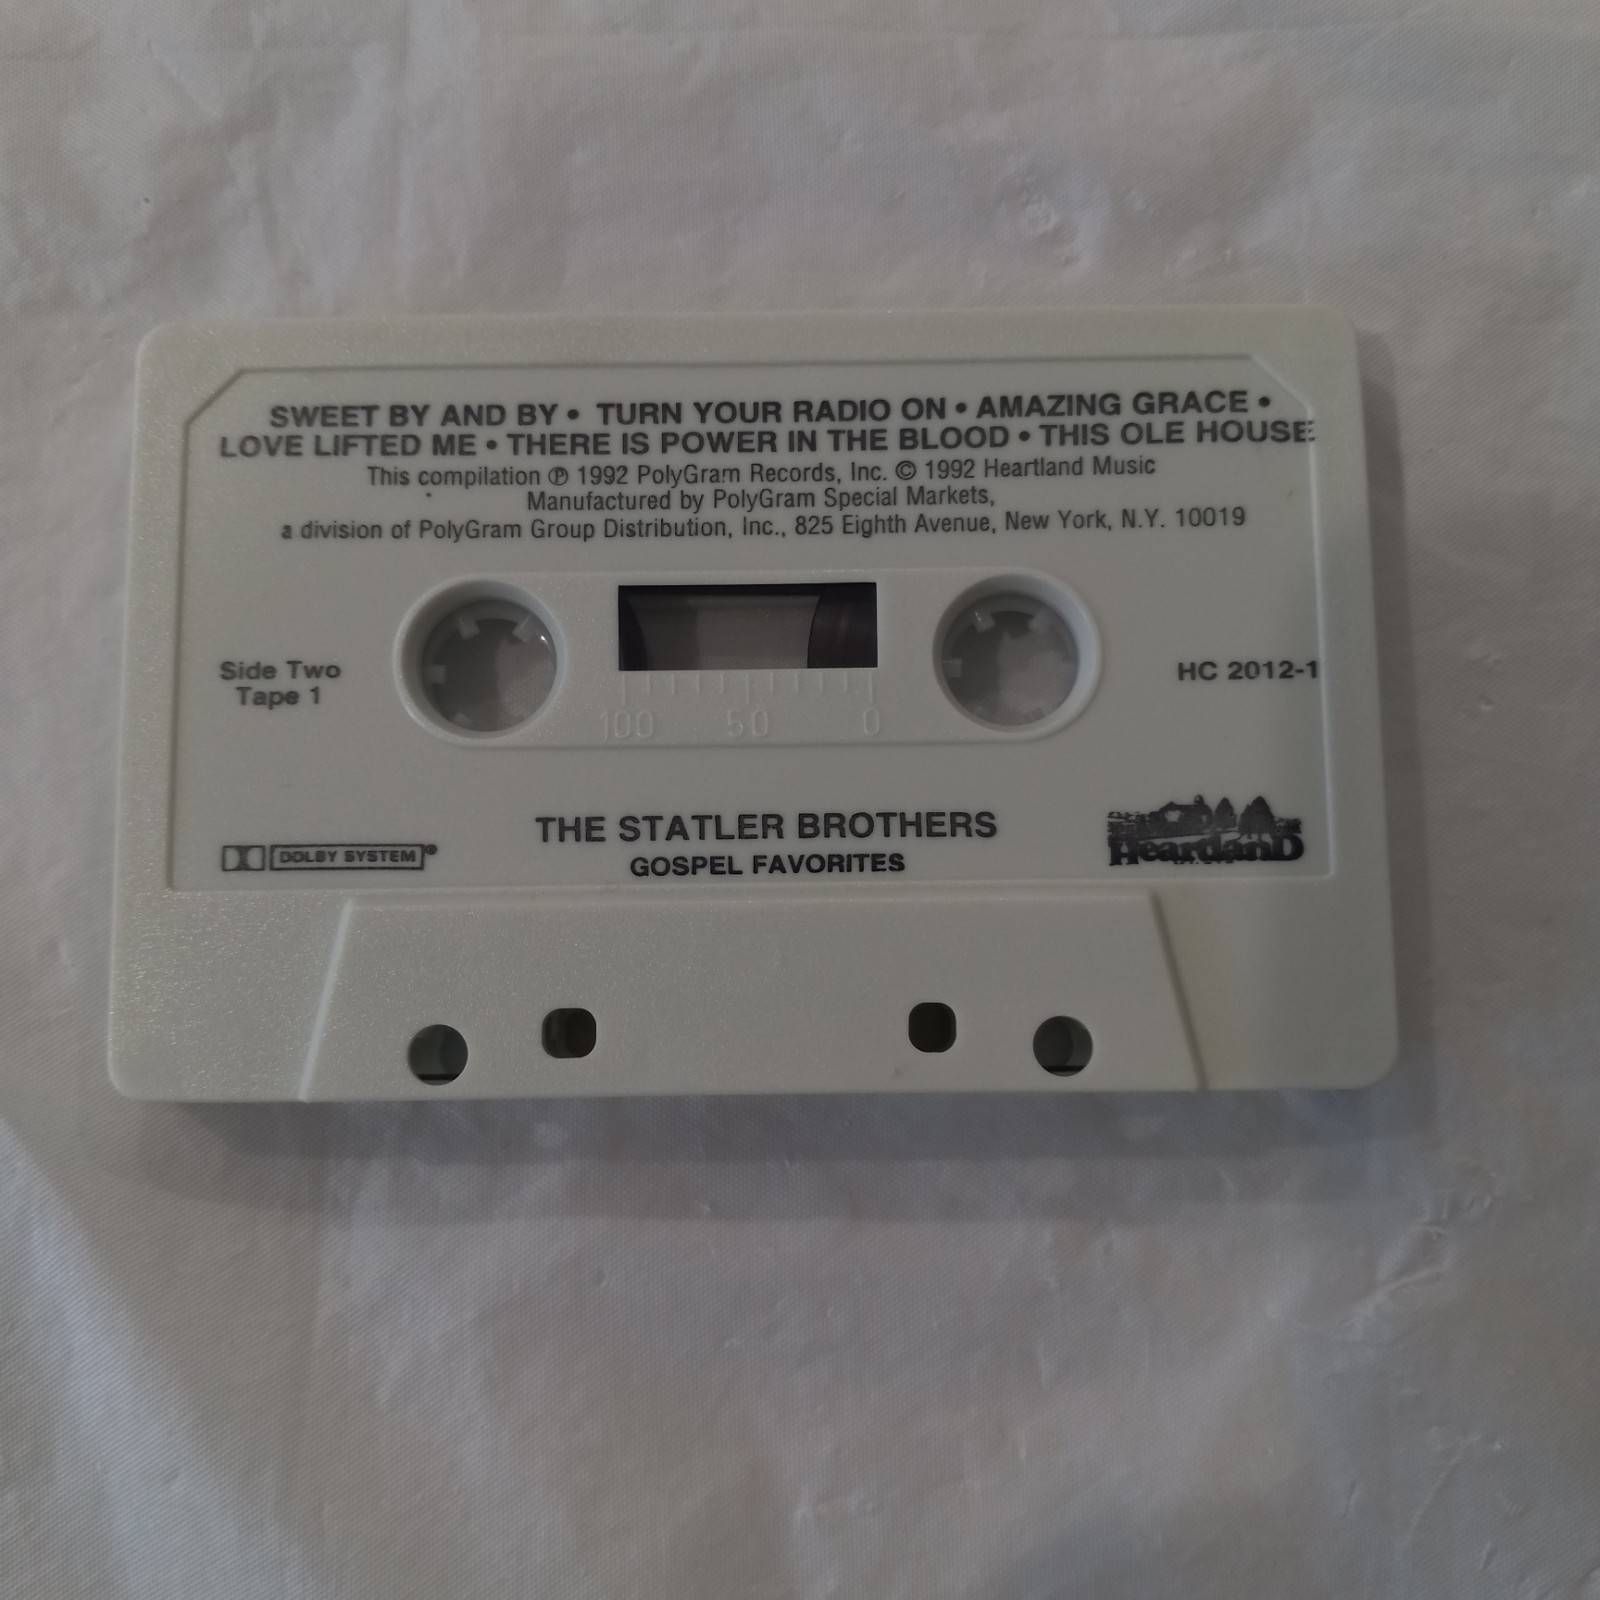 SWEET BY AND BY • TURN YOUR RADIO ON • AMAZING GRACE •
LOVE LIFTED ME • THERE IS POWER IN THE BLOOD • THIS OLE HOUSE
This compilation ℗ 1992 PolyGram Records, Inc. © 1992 Heartland Music
Manufactured by PolyGram Special Markets,
a division of PolyGram Group Distribution, Inc., 825 Eighth Avenue, New York, N.Y. 10019
Side Two
Tape 1
100 50 0
HC 2012-1
THE STATLER BROTHERS
GOSPEL FAVORITES
DOLBY SYSTEM®
HeartlanD